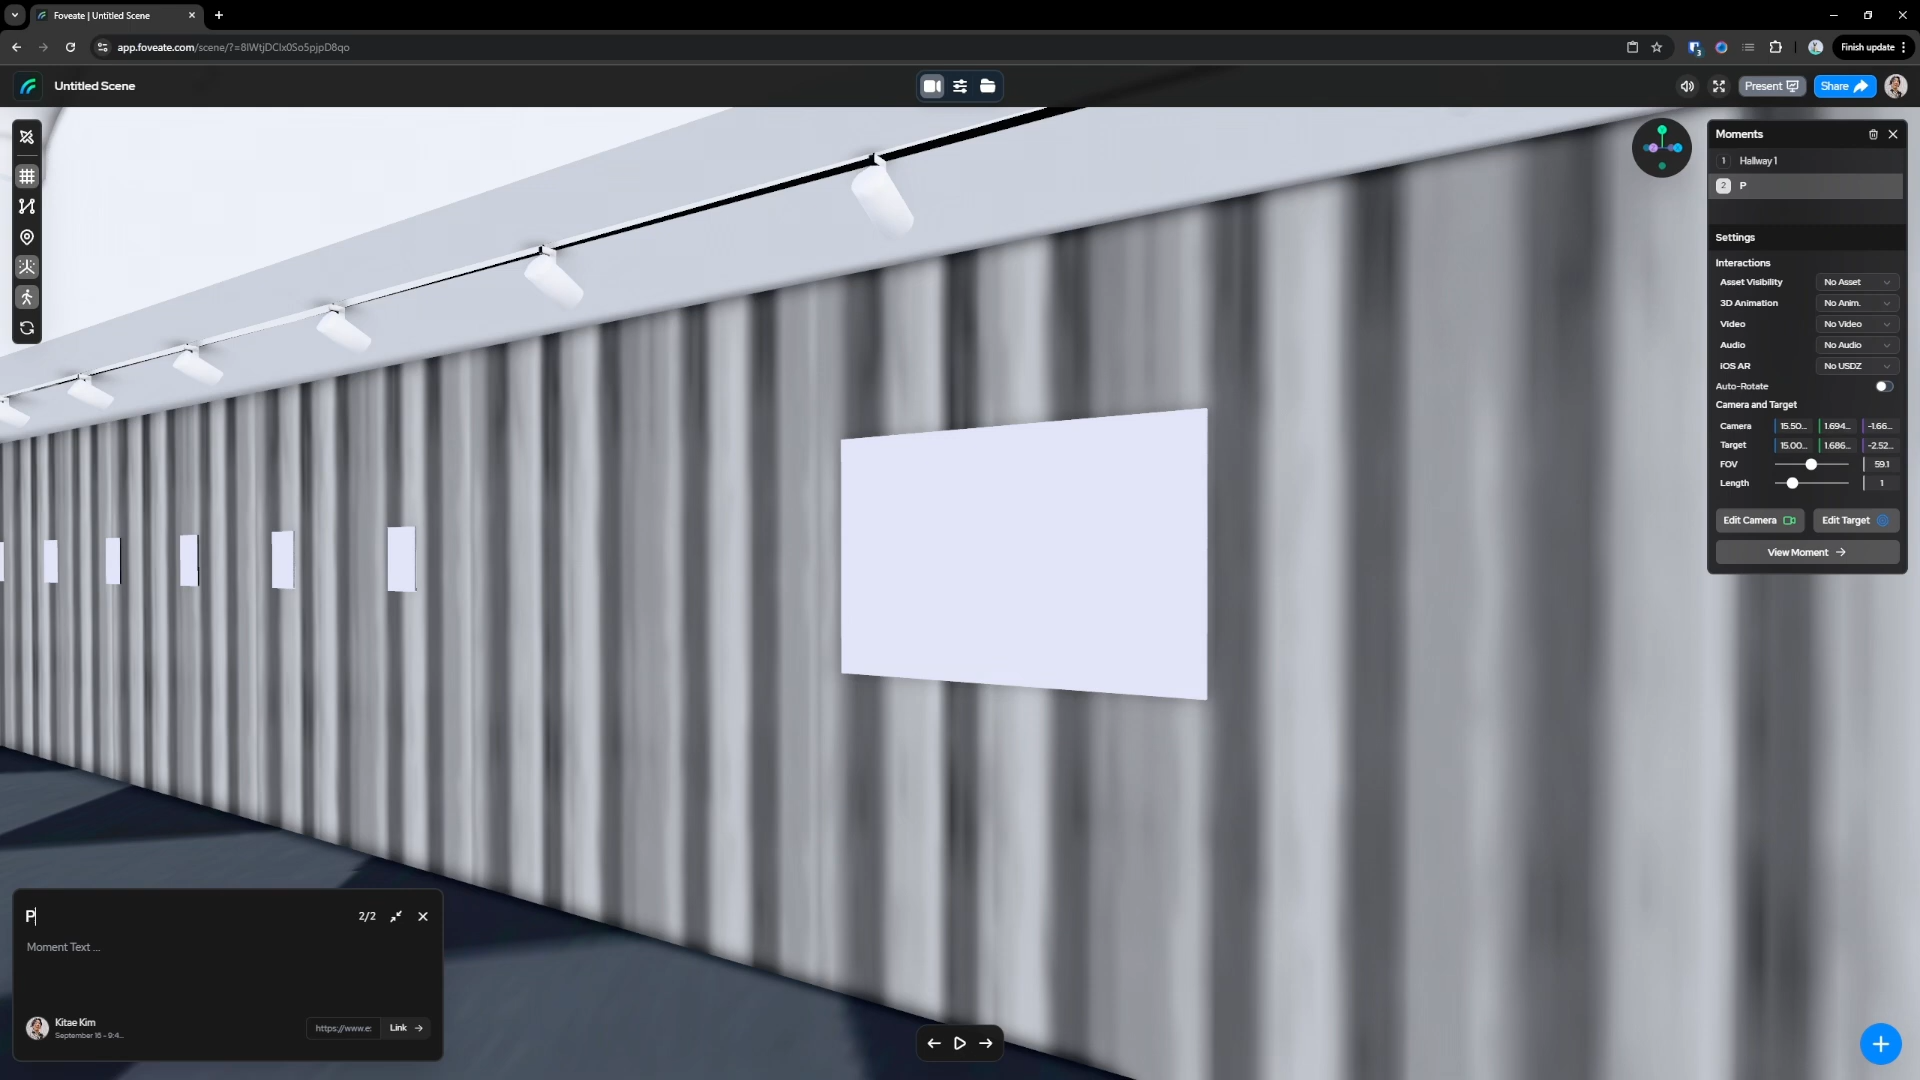 Foveate | Untitled Scene
app.foveate.com/scene/?=8IWtjDCIx0So5pjpD8qo
Finish update
Untitled Scene
Present
Share
Moments
1 Hallway 1
2 P
Settings
Interactions
Asset Visibility No Asset
3D Animation No Anim.
Video No Video
Audio No Audio
iOS AR No USDZ
Auto-Rotate
Camera and Target
Camera 15.50... 1.694... -1.66...
Target 15.00... 1.686... -2.52...
FOV 59.1
Length 1
Edit Camera Edit Target
View Moment
P 2/2
Moment Text ...
Kitae Kim
September 16 - 9:4...
https://www.e:
Link